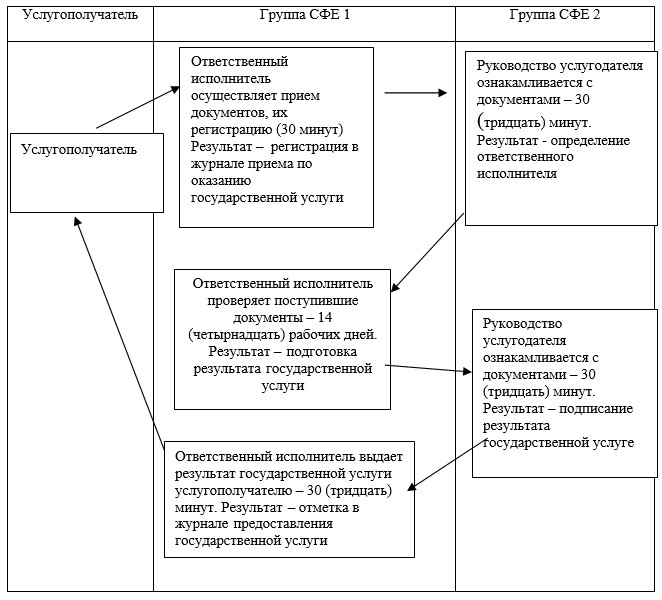 Услугополучатель
Группа СФЕ 1
Группа СФЕ 2
Услугополучатель
Ответственный
исполнитель
осуществляет прием
документов, их
регистрацию (30 минут)
Результат – регистрация в
журнале приема по
оказанию
государственной услуги
Руководство услугодателя
ознакамливается с
документами – 30
(тридцать) минут.
Результат - определение
ответственного
исполнителя
Ответственный исполнитель
проверяет поступившие
документы – 14
(четырнадцать) рабочих дней.
Результат – подготовка
результата государственной
услуги
Руководство
услугодателя
ознакамливается с
документами – 30
(тридцать) минут.
Результат – подписание
результата
государственной услуге
Ответственный исполнитель выдает
результат государственной услуги
услугополучателю – 30 (тридцать)
минут. Результат – отметка в
журнале предоставления
государственной услуги